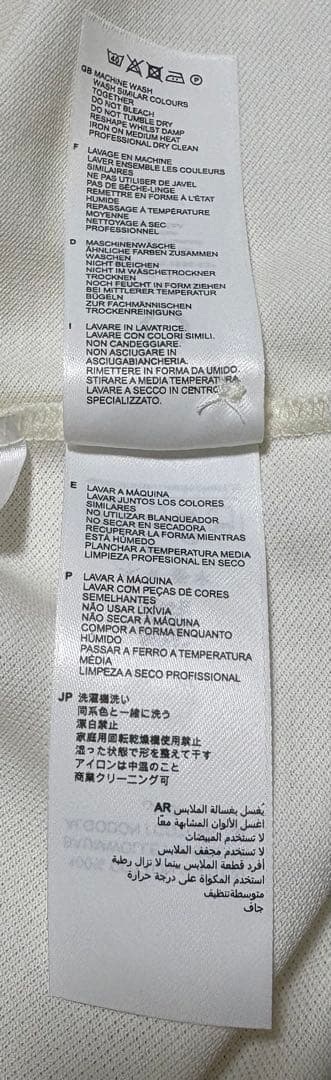 40 P
GB MACHINE WASH
WASH SIMILAR COLOURS
TOGETHER
DO NOT BLEACH
DO NOT TUMBLE DRY
RESHAPE WHILST DAMP
IRON ON MEDIUM HEAT
PROFESSIONAL DRY CLEAN
F LAVAGE EN MACHINE
LAVER ENSEMBLE LES COULEURS
SIMILAIRES
NE PAS UTILISER DE JAVEL
PAS DE SÈCHE-LINGE
REMETTRE EN FORME À L'ÉTAT
HUMIDE
REPASSAGE À TEMPÉRATURE
MOYENNE
NETTOYAGE À SEC
PROFESSIONNEL
D MASCHINENWÄSCHE
ÄHNLICHE FARBEN ZUSAMMEN
WASCHEN
NICHT BLEICHEN
NICHT IM WÄSCHETROCKNER
TROCKNEN
NOCH FEUCHT IN FORM ZIEHEN
BEI MITTLERER TEMPERATUR
BÜGELN
ZUR FACHMÄNNISCHEN
TROCKENREINIGUNG
I LAVARE IN LAVATRICE.
LAVARE CON COLORI SIMILI.
NON CANDEGGIARE.
NON ASCIUGARE IN
ASCIUGABIANCHERIA.
RIMETTERE IN FORMA DA UMIDO
STIRARE A MEDIA TEMPERATURA
LAVARE A SECCO IN CENTRO
SPECIALIZZATO.
E LAVAR A MÁQUINA
LAVAR JUNTOS LOS COLORES
SIMILARES
NO UTILIZAR BLANQUEADOR
NO SECAR EN SECADORA
RECUPERAR LA FORMA MIENTRAS
ESTÁ HÚMEDO
PLANCHAR A TEMPERATURA MEDIA
LIMPIEZA PROFESIONAL EN SECO
P LAVAR À MÁQUINA
LAVAR COM PEÇAS DE CORES
SEMELHANTES
NÃO USAR LIXÍVIA
NÃO SECAR À MÁQUINA
COMPOR A FORMA ENQUANTO
HÚMIDO
PASSAR A FERRO A TEMPERATURA
MÉDIA
LIMPEZA A SECO PROFISSIONAL
JP 洗濯機洗い
同系色と一緒に洗う
漂白禁止
家庭用回転乾燥機使用禁止
湿った状態で形を整えて干す
アイロンは中温のこと
商業クリーニング可
AR يُغسل بغسالة الملابس
اغسل الألوان المشابهة معًا
لا تستخدم المبيضات
لا تستخدم مجفف الملابس
أفرد قطعة الملابس بينما لا تزال رطبة
استخدم المكواة على درجة حرارة
متوسطةتنظيف
جاف